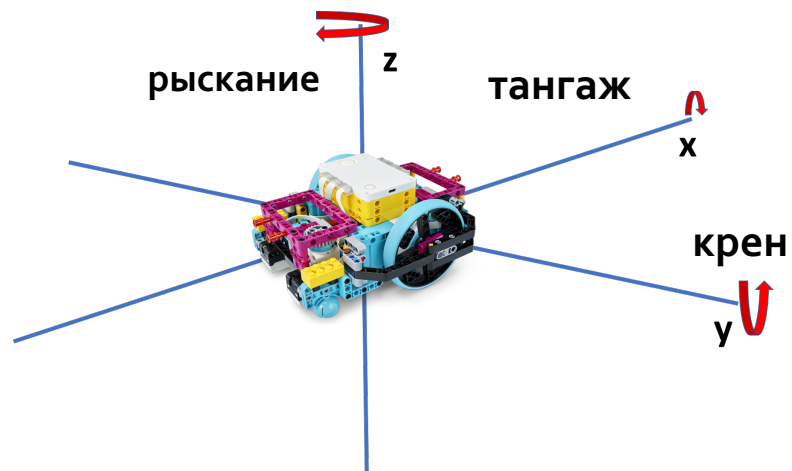 z
рыскание
тангаж
x
крен
y